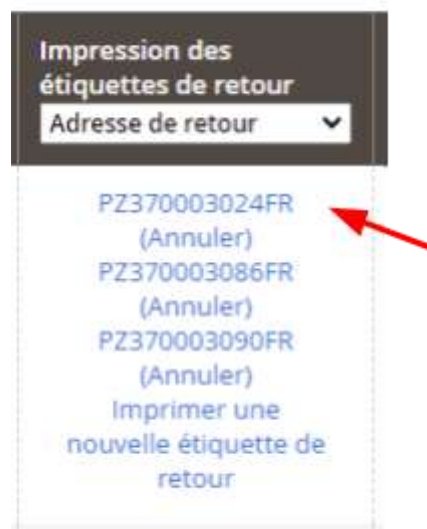 Impression des
étiquettes de retour
Adresse de retour
PZ370003024FR
(Annuler)
PZ370003086FR
(Annuler)
PZ370003090FR
(Annuler)
Imprimer une
nouvelle étiquette de
retour